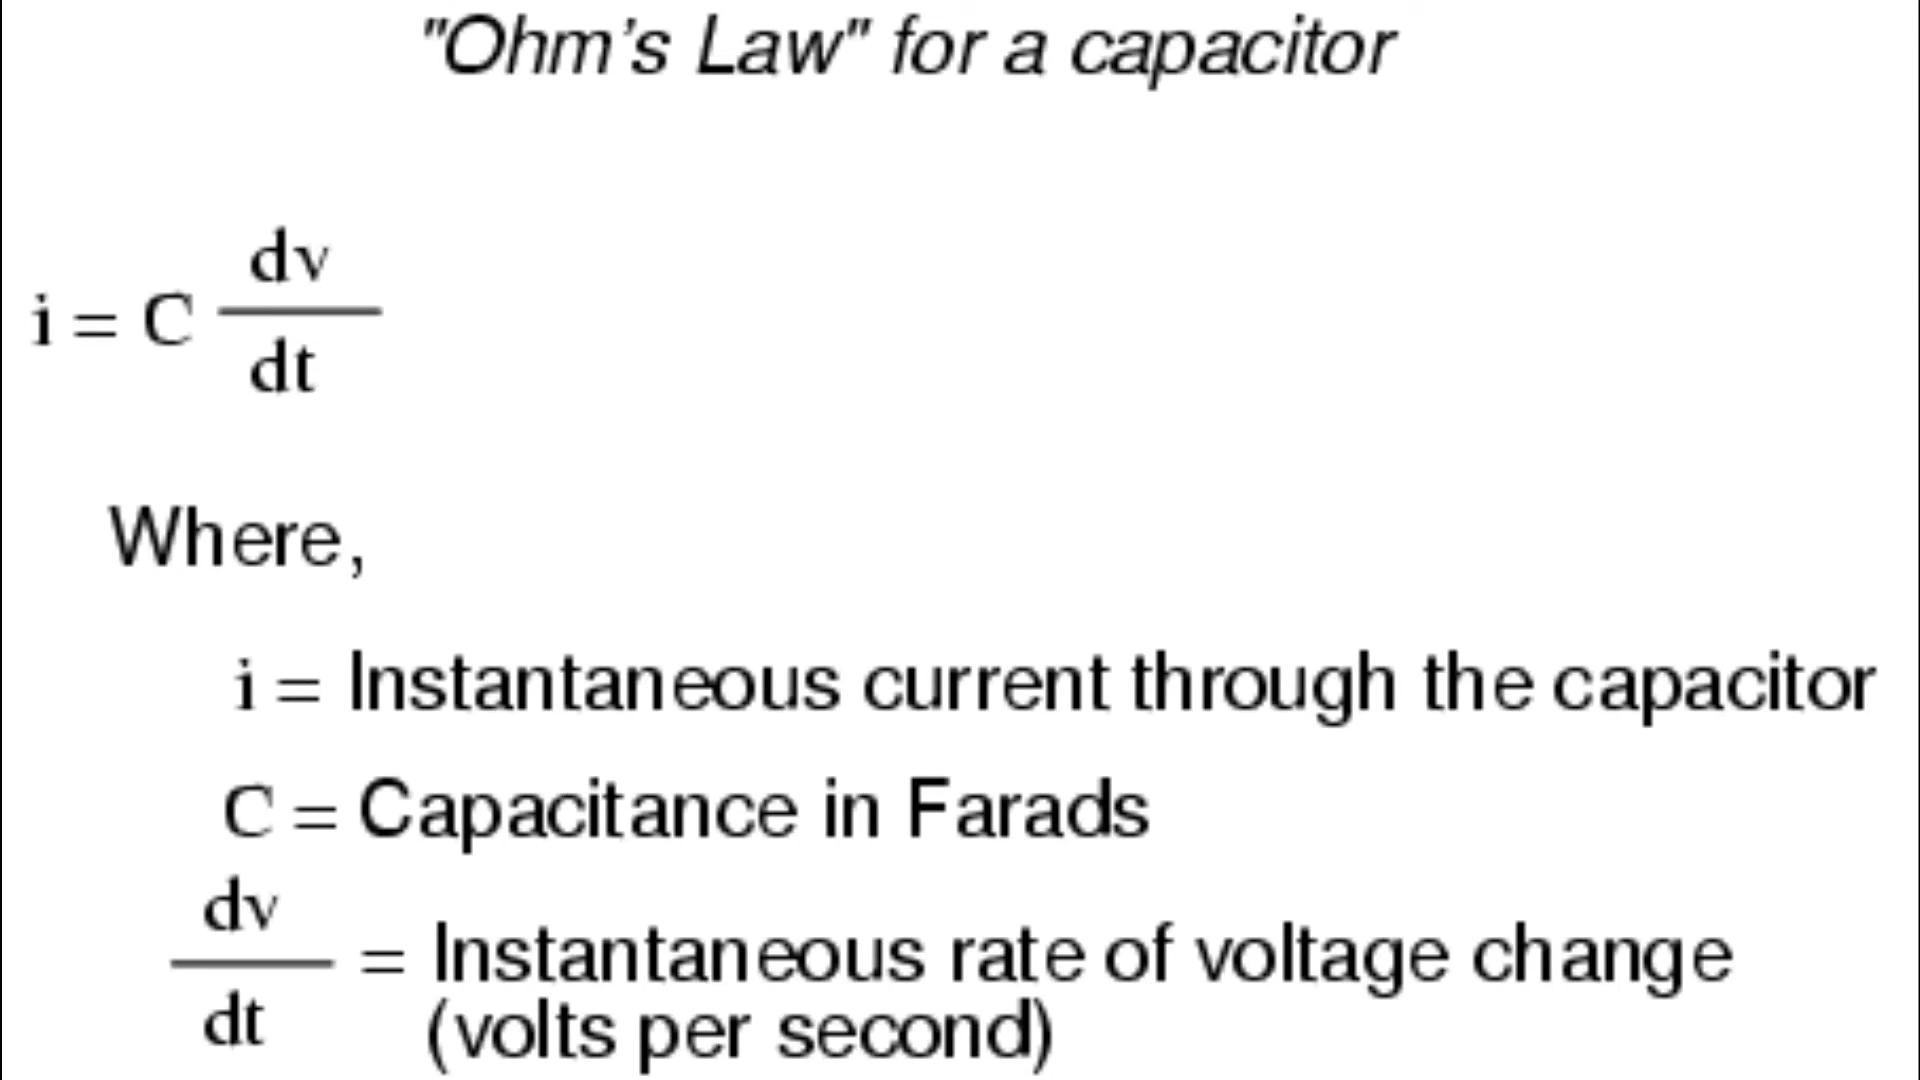 "Ohm's Law" for a capacitor
i = C dv/dt
Where,
i = Instantaneous current through the capacitor
C = Capacitance in Farads
dv/dt = Instantaneous rate of voltage change
(volts per second)